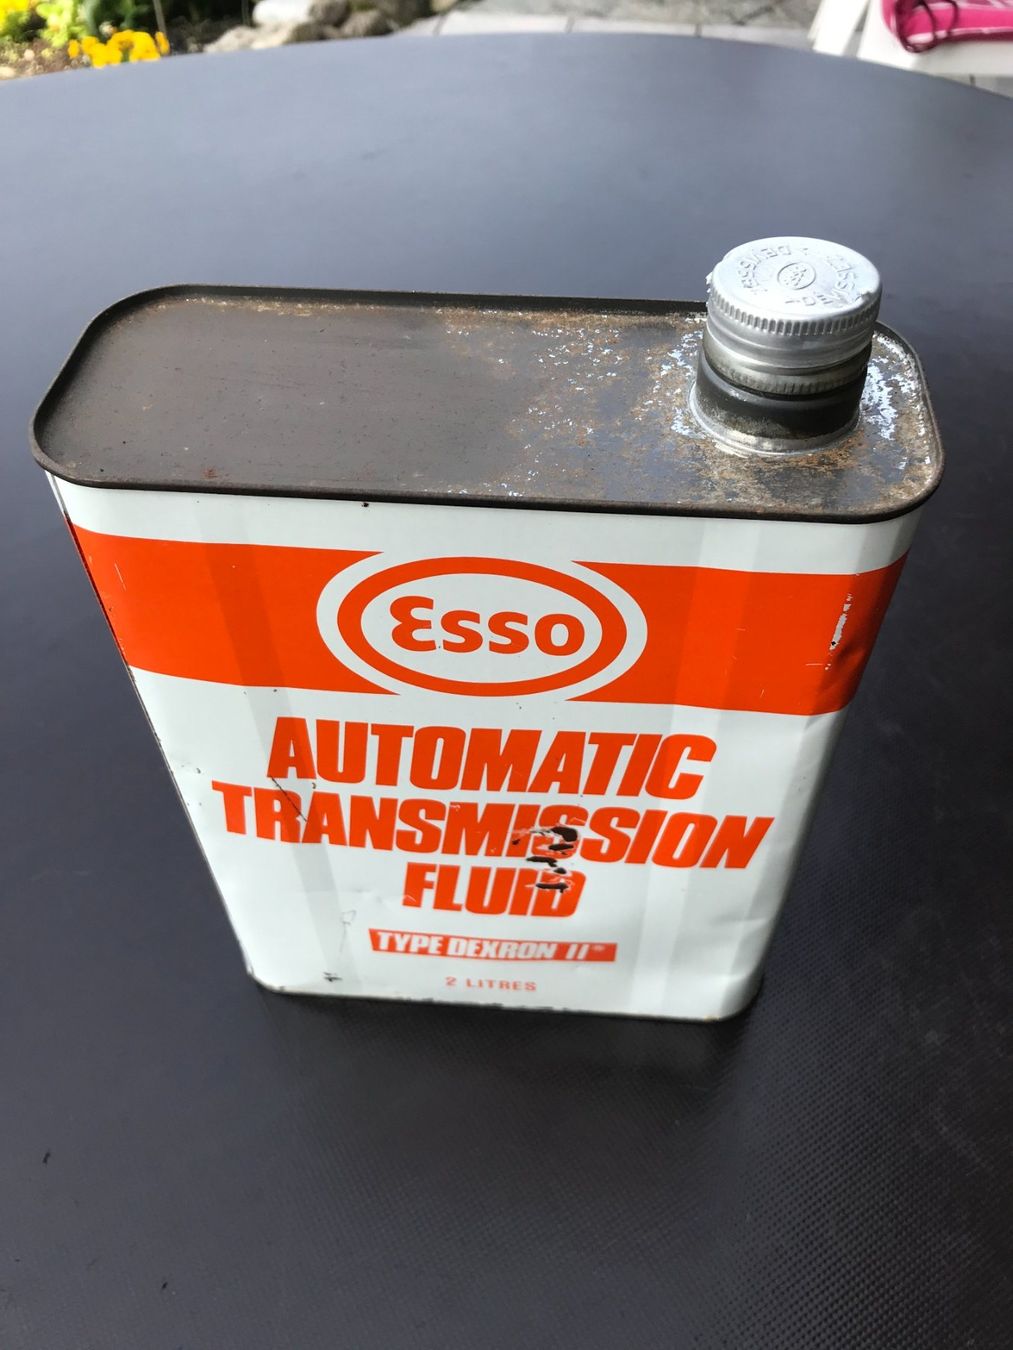 Esso
AUTOMATIC
TRANSMISSION
FLUID
TYPE DEXRON II®
2 LITRES